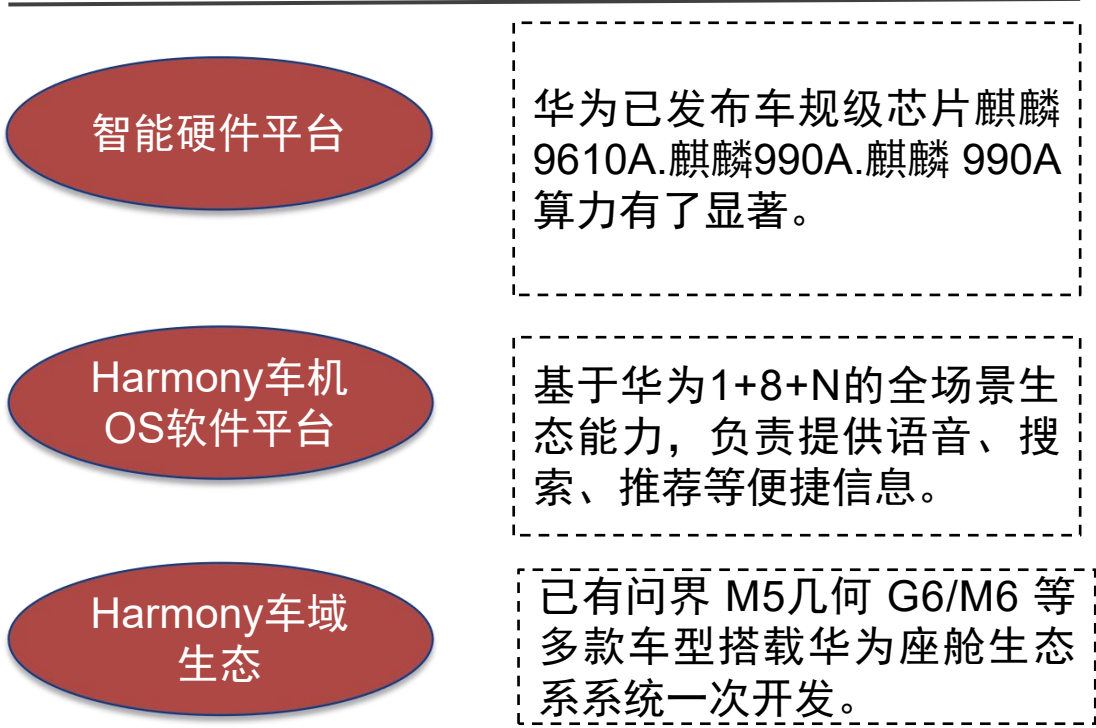 智能硬件平台
华为已发布车规级芯片麒麟
9610A.麒麟990A.麒麟 990A
算力有了显著。
Harmony车机
OS软件平台
基于华为1+8+N的全场景生
态能力，负责提供语音、搜
索、推荐等便捷信息。
Harmony车域
生态
已有问界 M5几何 G6/M6 等
多款车型搭载华为座舱生态
系系统一次开发。